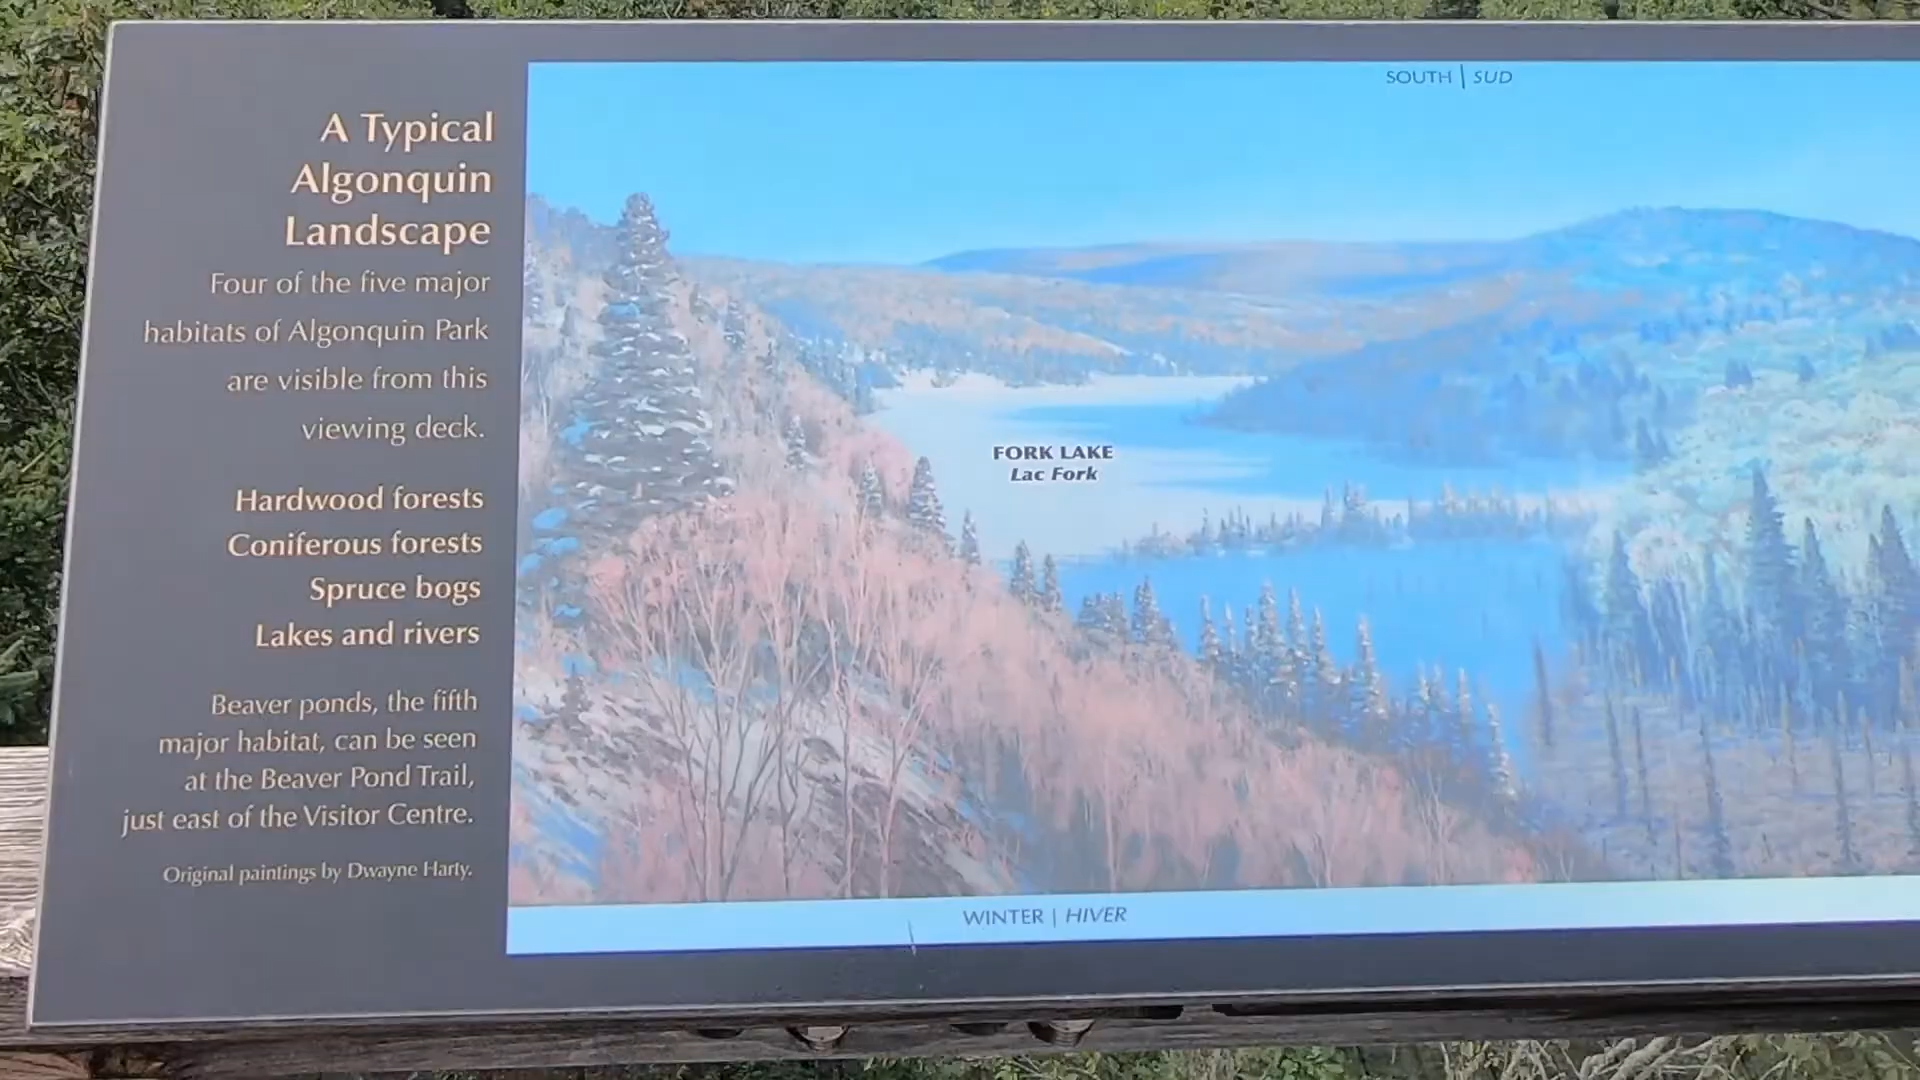 A Typical
Algonquin
Landscape
Four of the five major
habitats of Algonquin Park
are visible from this
viewing deck.
Hardwood forests
Coniferous forests
Spruce bogs
Lakes and rivers
Beaver ponds, the fifth
major habitat, can be seen
at the Beaver Pond Trail,
just east of the Visitor Centre.
Original paintings by Dwayne Harty.
SOUTH | SUD
FORK LAKE
Lac Fork
WINTER | HIVER